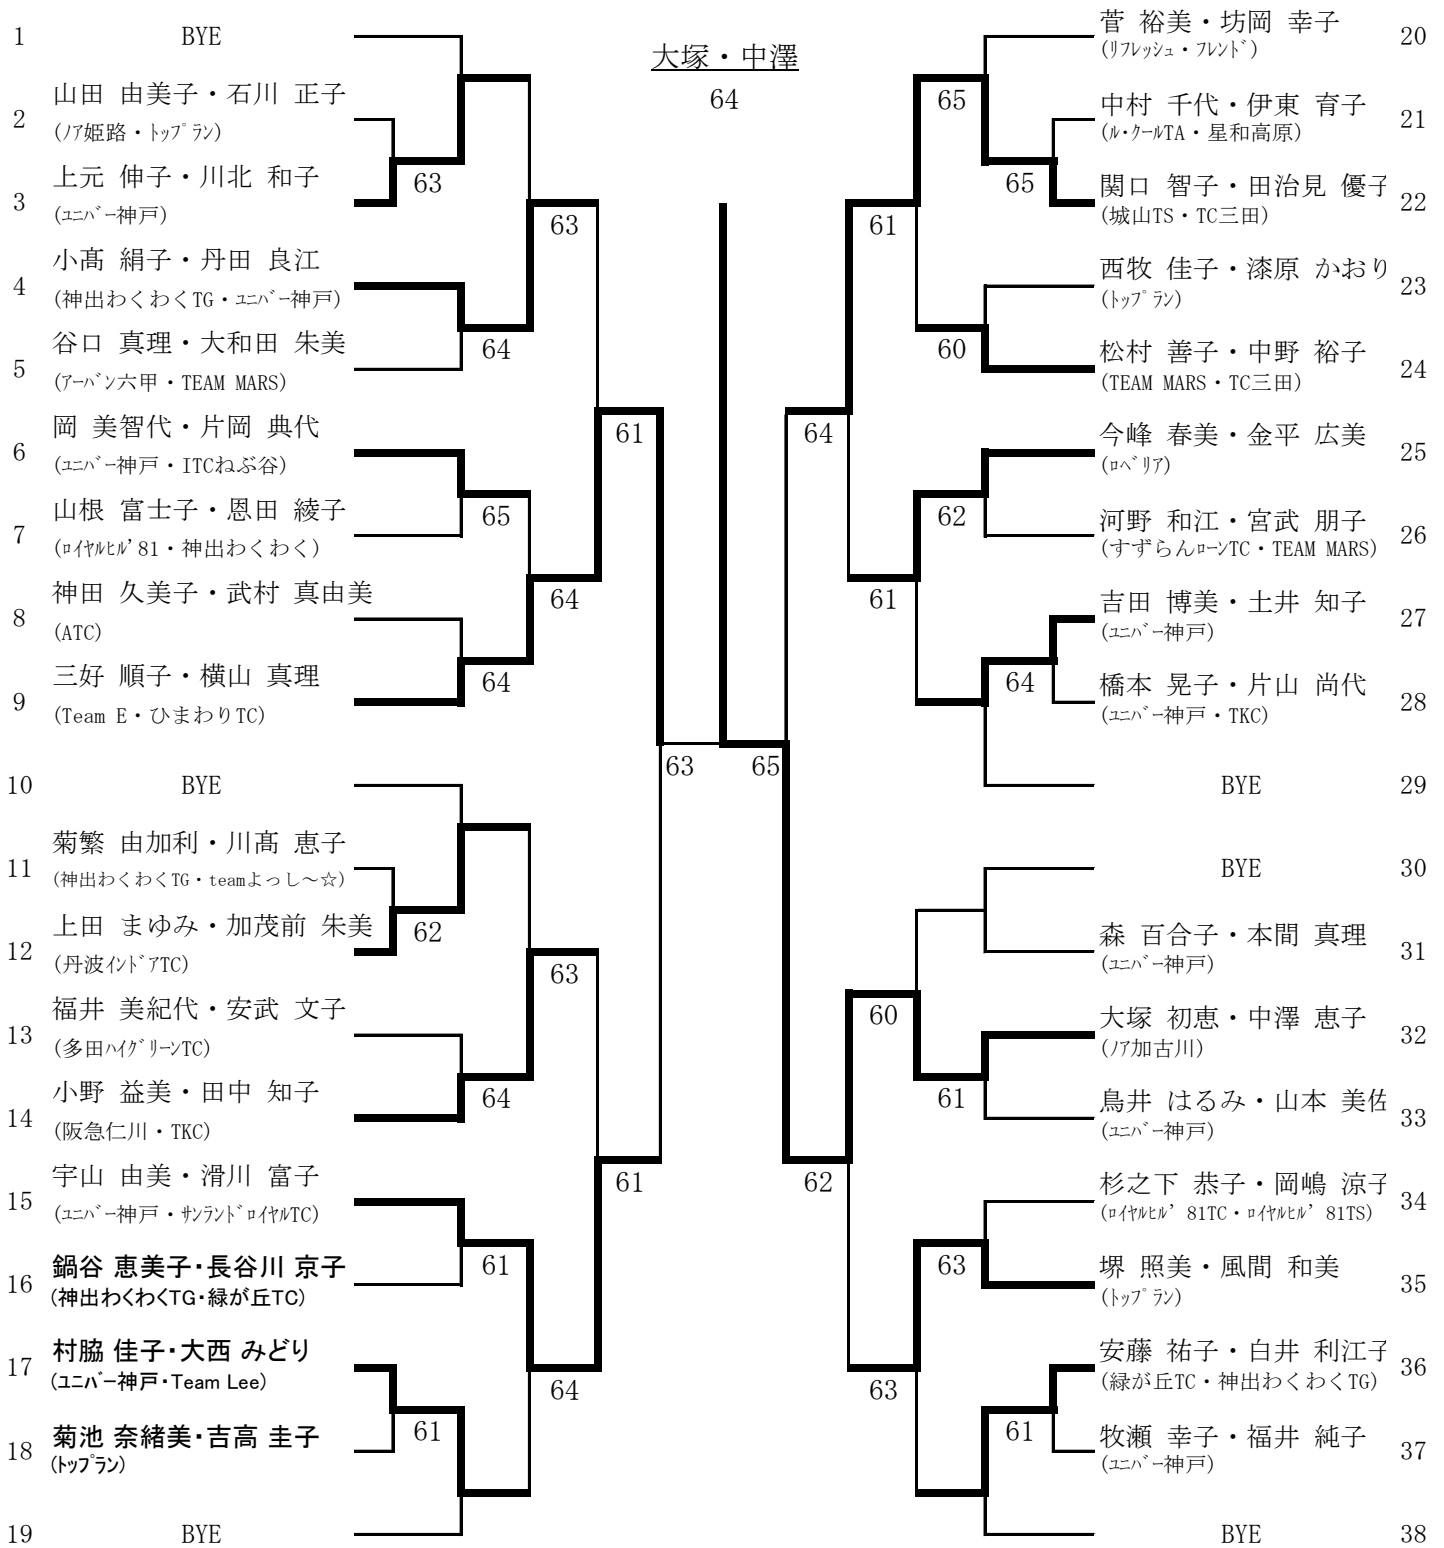 大塚・中澤
64
1 BYE
2 山田 由美子・石川 正子
(ﾉｱ姫路・ﾄｯﾌﾟﾗﾝ)
3 上元 伸子・川北 和子
(ﾕﾆﾊﾞｰ神戸)
63
4 小髙 絹子・丹田 良江
(神出わくわくTG・ﾕﾆﾊﾞｰ神戸)
63
5 谷口 真理・大和田 朱美
(ｱｰﾊﾞﾝ六甲・TEAM MARS)
64
6 岡 美智代・片岡 典代
(ﾕﾆﾊﾞｰ神戸・ITCねぶ谷)
61
7 山根 富士子・恩田 綾子
(ﾛｲﾔﾙﾋﾙ'81・神出わくわく)
65
8 神田 久美子・武村 真由美
(ATC)
64
9 三好 順子・横山 真理
(Team E・ひまわりTC)
64
63
10 BYE
11 菊繁 由加利・川髙 恵子
(神出わくわくTG・teamよっし～☆)
12 上田 まゆみ・加茂前 朱美
(丹波ｲﾝﾄﾞｱTC)
62
13 福井 美紀代・安武 文子
(多田ﾊｲｸﾞﾘｰﾝTC)
63
14 小野 益美・田中 知子
(阪急仁川・TKC)
64
15 宇山 由美・滑川 富子
(ﾕﾆﾊﾞｰ神戸・ｻﾝﾗﾝﾄﾞﾛｲﾔﾙTC)
61
16 鍋谷 恵美子・長谷川 京子
(神出わくわくTG・緑が丘TC)
61
17 村脇 佳子・大西 みどり
(ﾕﾆﾊﾞｰ神戸・Team Lee)
64
18 菊池 奈緒美・吉高 圭子
(ﾄｯﾌﾟﾗﾝ)
61
19 BYE
菅 裕美・坊岡 幸子 20
(ﾘﾌﾚｯｼｭ・ﾌﾚﾝﾄﾞ)
65
中村 千代・伊東 育子 21
(ﾙ・ｸｰﾙTA・星和高原)
65
関口 智子・田治見 優子 22
(城山TS・TC三田)
61
西牧 佳子・漆原 かおり 23
(ﾄｯﾌﾟﾗﾝ)
60
松村 善子・中野 裕子 24
(TEAM MARS・TC三田)
64
今峰 春美・金平 広美 25
(ﾛﾍﾞﾘｱ)
62
河野 和江・宮武 朋子 26
(すずらんﾛｰﾝTC・TEAM MARS)
61
吉田 博美・土井 知子 27
(ﾕﾆﾊﾞｰ神戸)
64
橋本 晃子・片山 尚代 28
(ﾕﾆﾊﾞｰ神戸・TKC)
65
BYE 29
BYE 30
森 百合子・本間 真理 31
(ﾕﾆﾊﾞｰ神戸)
60
大塚 初恵・中澤 恵子 32
(ﾉｱ加古川)
61
鳥井 はるみ・山本 美佐 33
(ﾕﾆﾊﾞｰ神戸)
62
杉之下 恭子・岡嶋 涼子 34
(ﾛｲﾔﾙﾋﾙ' 81TC・ﾛｲﾔﾙﾋﾙ' 81TS)
63
堺 照美・風間 和美 35
(ﾄｯﾌﾟﾗﾝ)
安藤 祐子・白井 利江子 36
(緑が丘TC・神出わくわくTG)
63
61
牧瀬 幸子・福井 純子 37
(ﾕﾆﾊﾞｰ神戸)
BYE 38